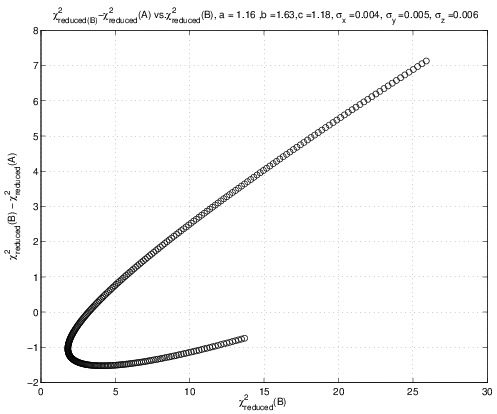 χ²reduced(B)−χ²reduced(A) vs.χ²reduced(B), a = 1.16 ,b =1.63,c =1.18, σx =0.004, σy =0.005, σz =0.006
8
7
6
5
4
3
2
1
0
−1
−2
χ²reduced(B) − χ²reduced(A)
0 5 10 15 20 25 30
χ²reduced(B)